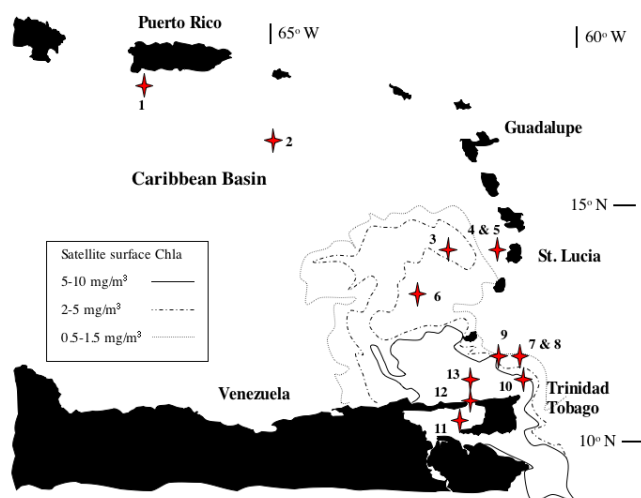 Puerto Rico
65° W
60° W
1
2
Guadalupe
Caribbean Basin
15° N
3
4 & 5
St. Lucia
Satellite surface Chla
5-10 mg/m³
2-5 mg/m³
0.5-1.5 mg/m³
6
9
7 & 8
13
10
Trinidad
Tobago
Venezuela
12
11
10° N